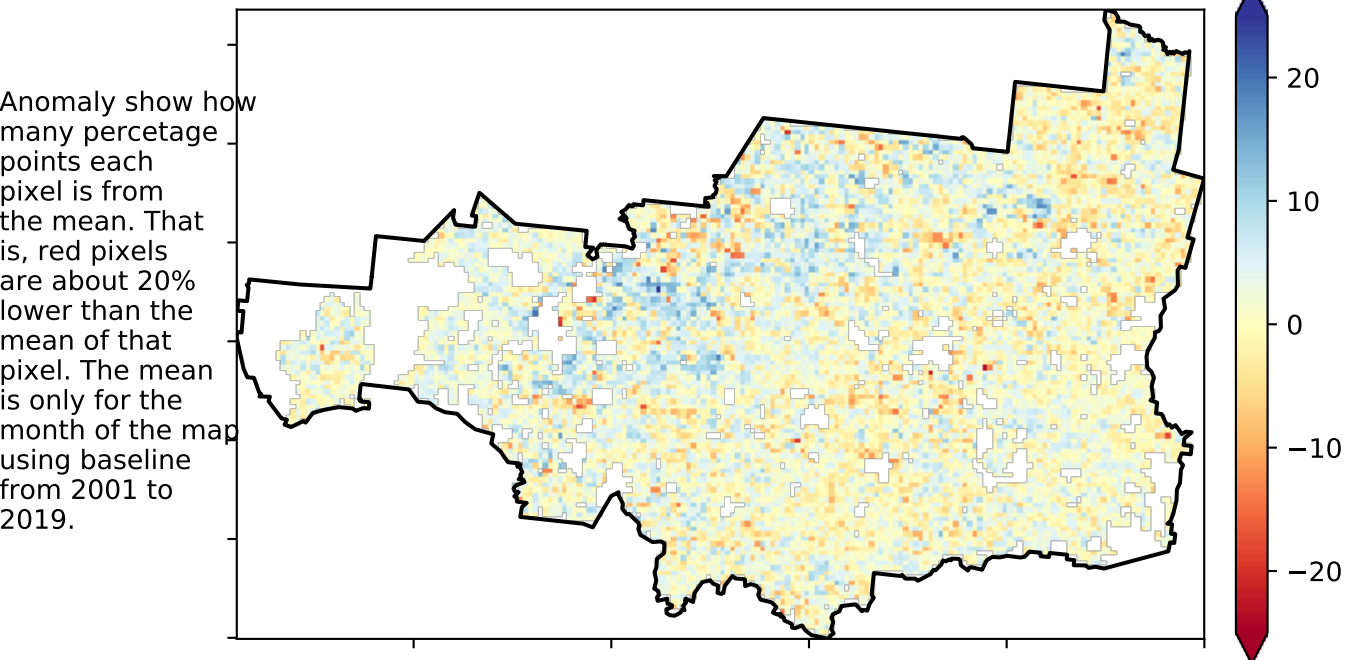 Anomaly show how
many percetage
points each
pixel is from
the mean. That
is, red pixels
are about 20%
lower than the
mean of that
pixel. The mean
is only for the
month of the map
using baseline
from 2001 to
2019.
20
10
0
−10
−20